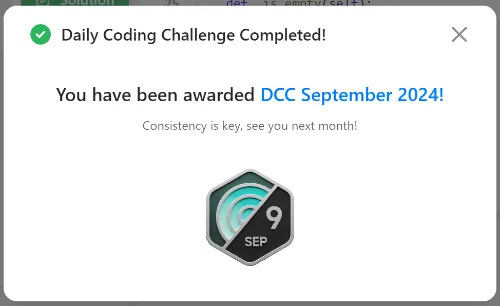 Solution 25 def is_empty(self):
Daily Coding Challenge Completed!
You have been awarded DCC September 2024!
Consistency is key, see you next month!
9
SEP